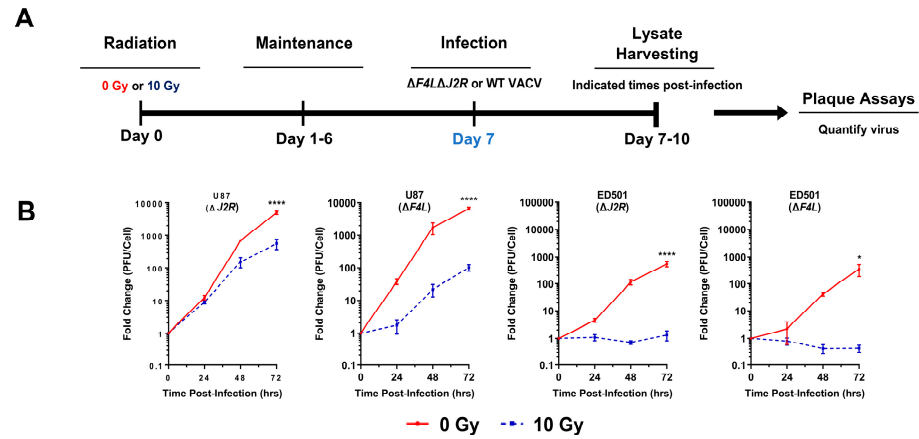 A
Radiation
Maintenance
Infection
Lysate
Harvesting
0 Gy or 10 Gy
ΔF4LΔJ2R or WT VACV
Indicated times post-infection
Plaque Assays
Quantify virus
Day 0
Day 1-6
Day 7
Day 7-10
B
U87
(ΔJ2R)
Fold Change (PFU/Cell)
10000
1000
100
10
1
0.1
****
0 24 48 72
Time Post-Infection (hrs)
U87
(ΔF4L)
Fold Change (PFU/Cell)
10000
1000
100
10
1
0.1
****
0 24 48 72
Time Post-Infection (hrs)
ED501
(ΔJ2R)
Fold Change (PFU/Cell)
100000
10000
1000
100
10
1
0.1
****
0 24 48 72
Time Post-Infection (hrs)
ED501
(ΔF4L)
Fold Change (PFU/Cell)
10000
1000
100
10
1
0.1
*
0 24 48 72
Time Post-Infection (hrs)
0 Gy 10 Gy